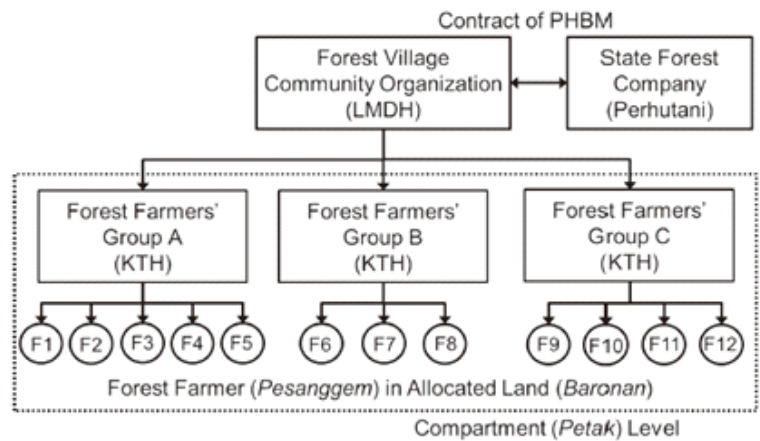 Contract of PHBM
Forest Village
Community Organization
(LMDH)
State Forest
Company
(Perhutani)
Forest Farmers'
Group A
(KTH)
Forest Farmers'
Group B
(KTH)
Forest Farmers'
Group C
(KTH)
F1 F2 F3 F4 F5 F6 F7 F8 F9 F10 F11 F12
Forest Farmer (Pesanggem) in Allocated Land (Baronan)
Compartment (Petak) Level